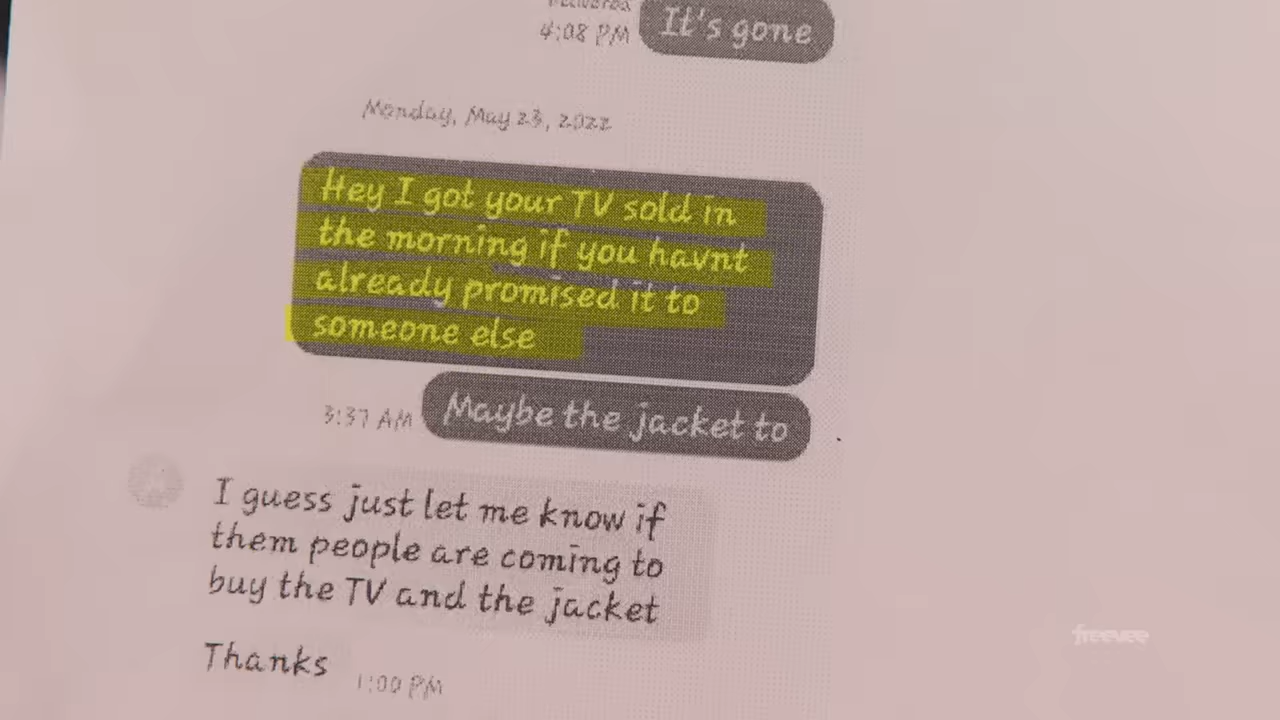 Delivered
4:08 PM It's gone
Monday, May 23, 2022
Hey I got your TV sold in
the morning if you havnt
already promised it to
someone else
3:37 AM Maybe the jacket to
I guess just let me know if
them people are coming to
buy the TV and the jacket
Thanks 1:00 PM
freevee